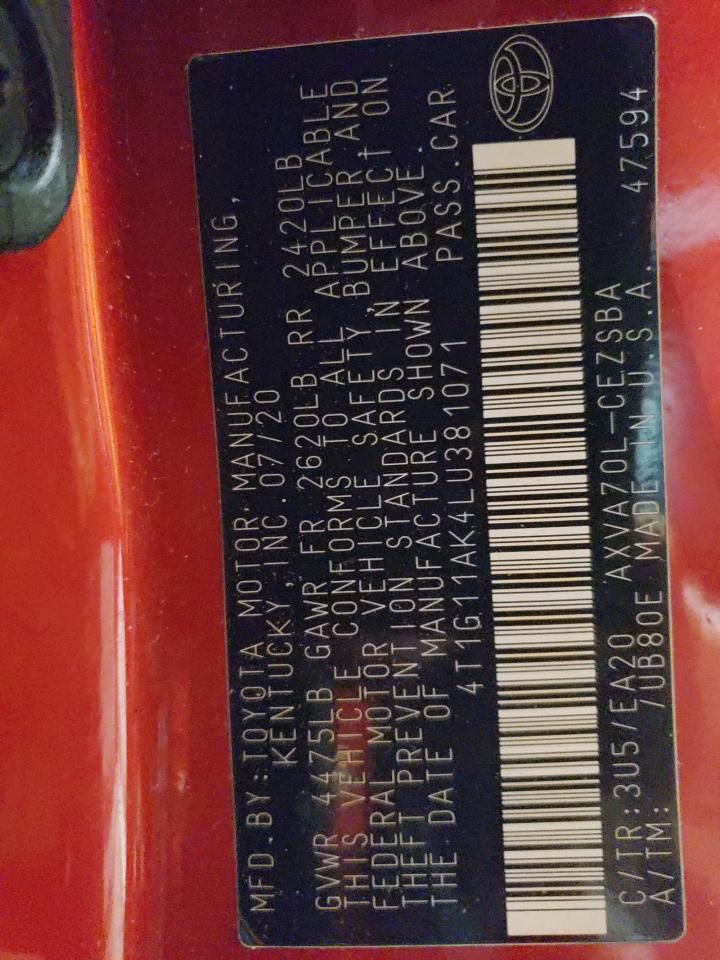 MFD.BY:TOYOTA MOTOR MANUFACTURING,
KENTUCKY,INC.07/20
GVWR 4475LB GAWR FR 2620LB RR 2420LB
THIS VEHICLE CONFORMS TO ALL APPLICABLE
FEDERAL MOTOR VEHICLE SAFETY, BUMPER AND
THEFT PREVENTION STANDARDS IN EFFECT ON
THE DATE OF MANUFACTURE SHOWN ABOVE.
4T1G11AK4LU381071 PASS.CAR
C/TR:3U5/EA20 AXVA70L-CEZSBA
A/TM: /UB80E MADE IN U.S.A. 47594